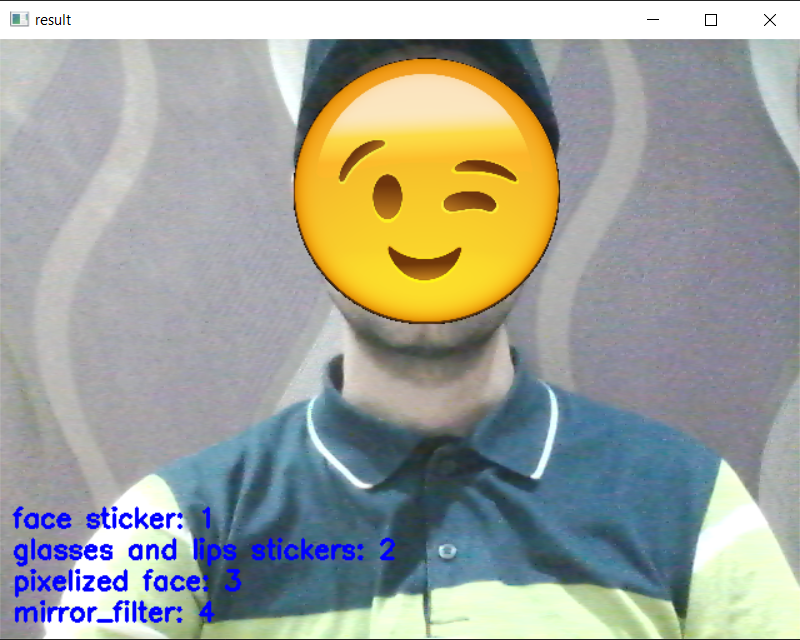 result
face sticker: 1
glasses and lips stickers: 2
pixelized face: 3
mirror_filter: 4